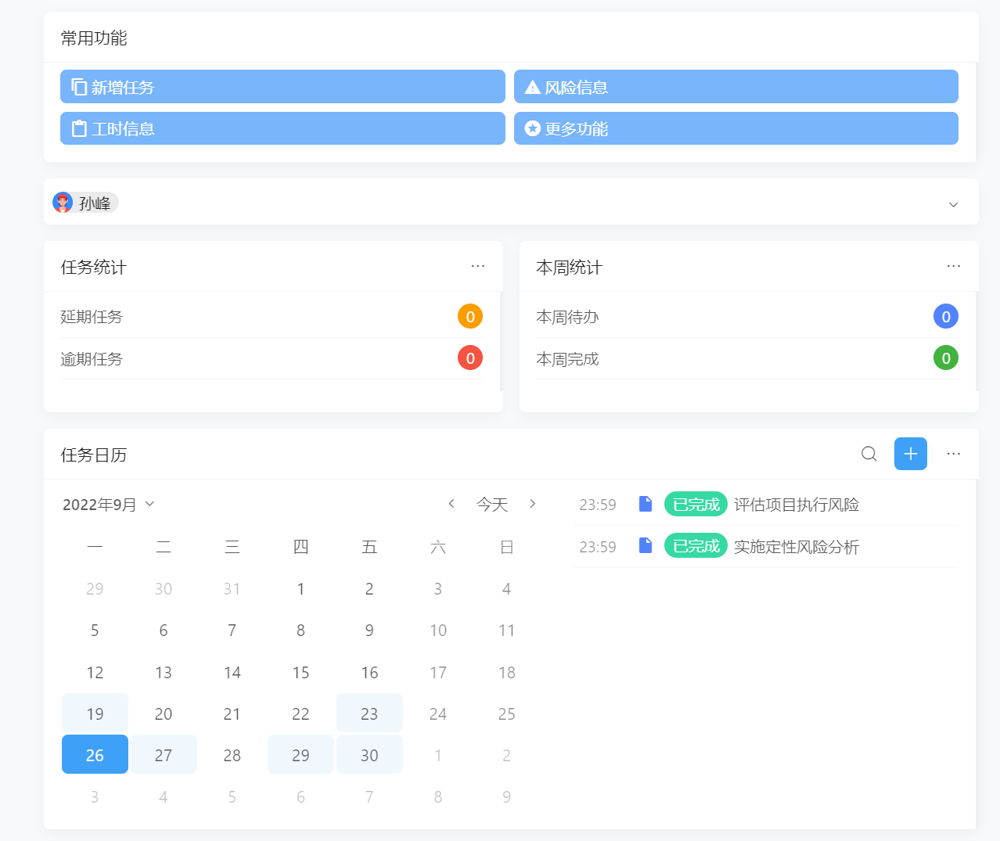 常用功能
新增任务 风险信息
工时信息 更多功能
孙峰
任务统计
延期任务 0
逾期任务 0
本周统计
本周待办 0
本周完成 0
任务日历
2022年9月 今天
一 二 三 四 五 六 日
29 30 31 1 2 3 4
5 6 7 8 9 10 11
12 13 14 15 16 17 18
19 20 21 22 23 24 25
26 27 28 29 30 1 2
3 4 5 6 7 8 9
23:59 已完成 评估项目执行风险
23:59 已完成 实施定性风险分析